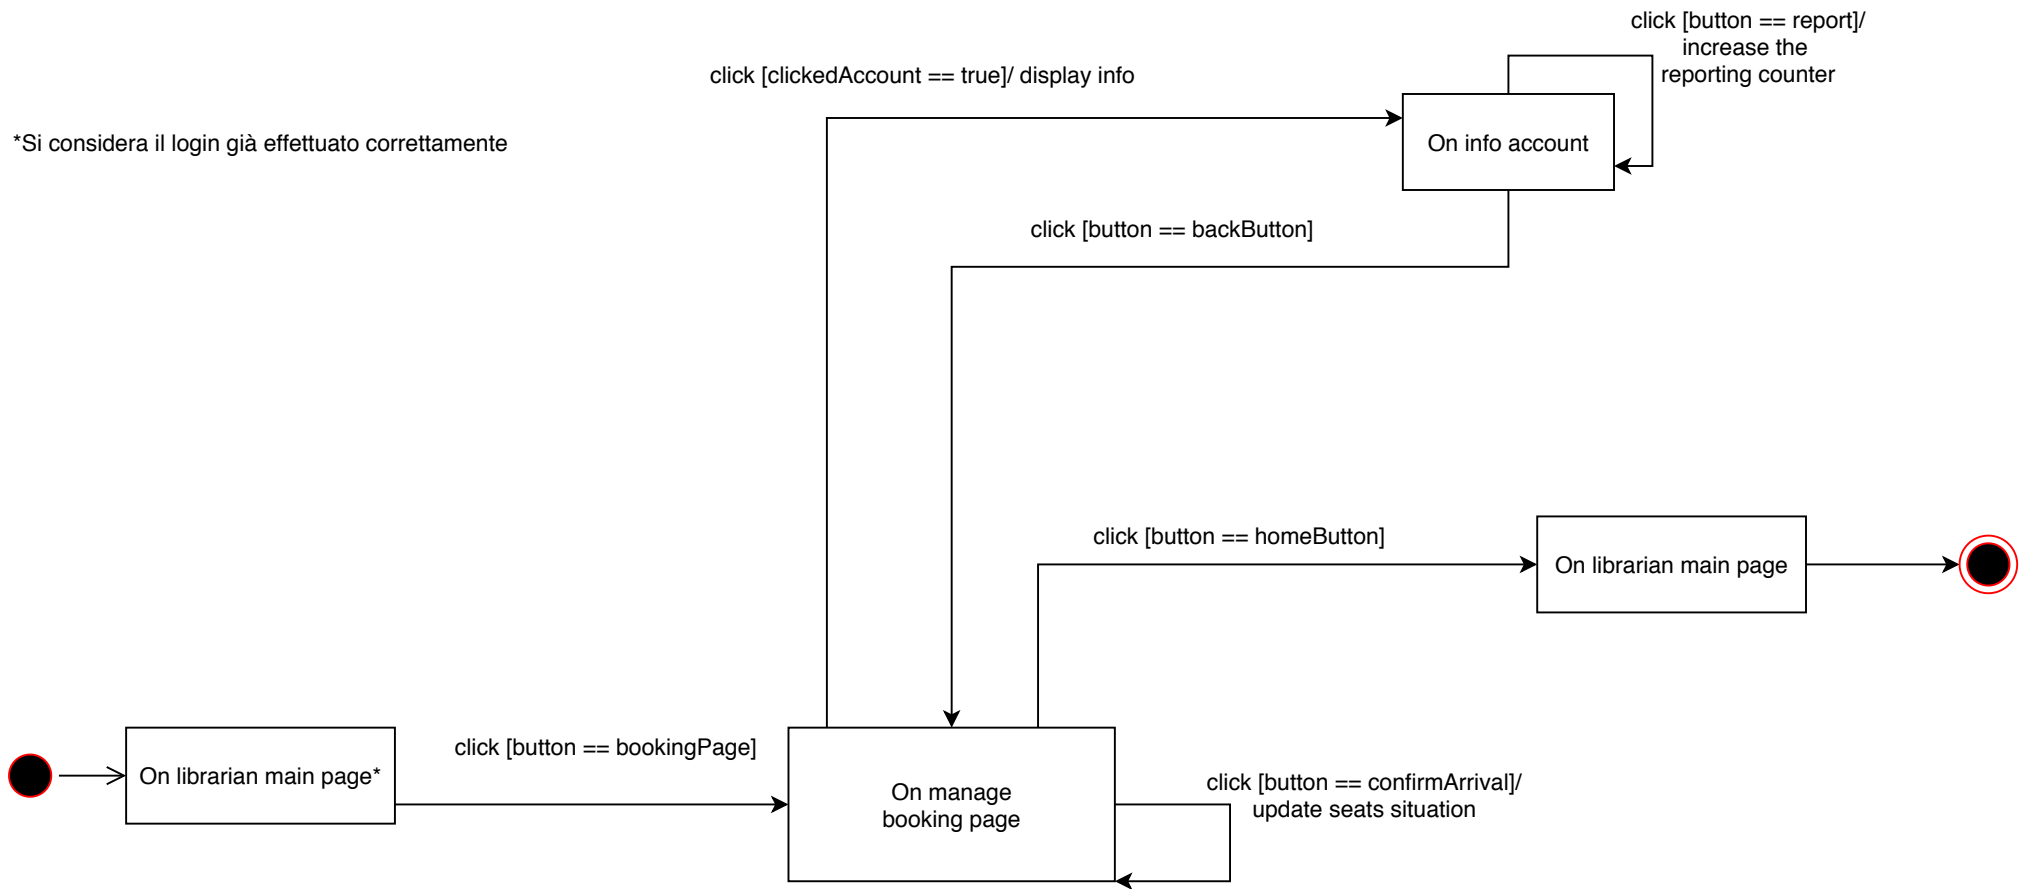 click [button == report]/
increase the
reporting counter
click [clickedAccount == true]/ display info
*Si considera il login già effettuato correttamente
On info account
click [button == backButton]
click [button == homeButton]
On librarian main page
click [button == bookingPage]
On librarian main page*
On manage
booking page
click [button == confirmArrival]/
update seats situation